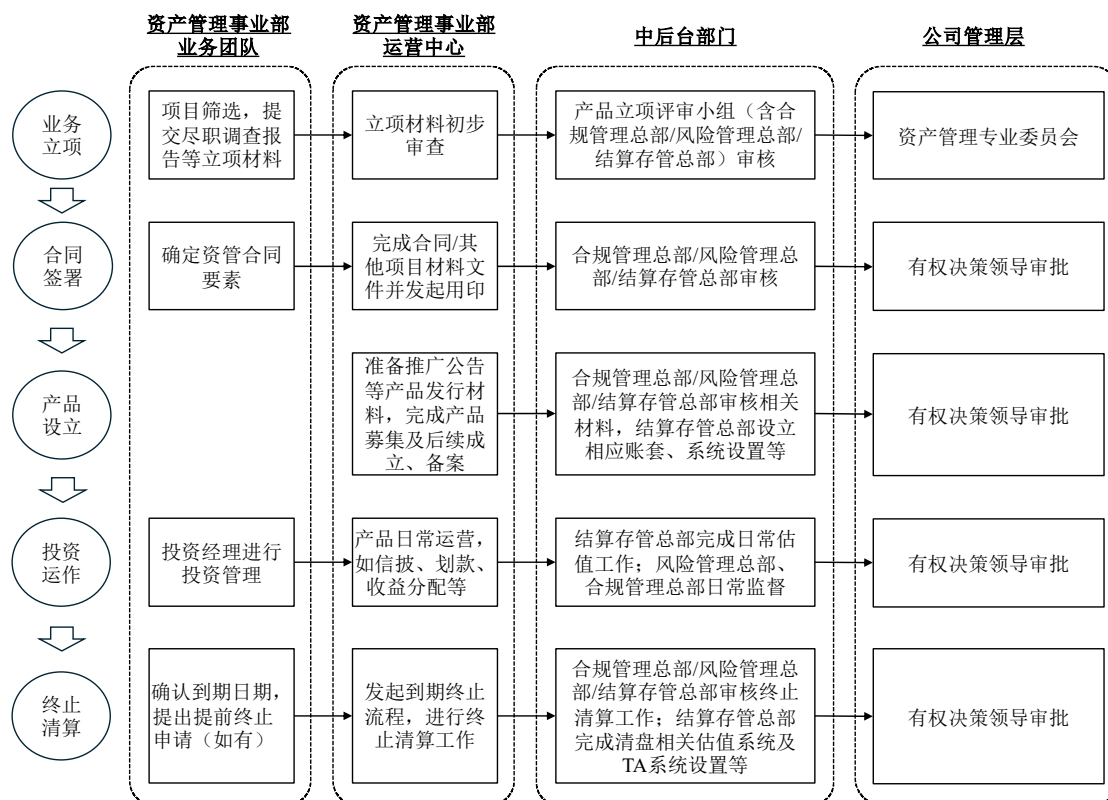 资产管理事业部
业务团队
资产管理事业部
运营中心
中后台部门
公司管理层
业务
立项
项目筛选，提
交尽职调查报
告等立项材料
立项材料初步
审查
产品立项评审小组（含合
规管理总部/风险管理总部/
结算存管总部）审核
资产管理专业委员会
合同
签署
确定资管合同
要素
完成合同/其
他项目材料文
件并发起用印
合规管理总部/风险管理总
部/结算存管总部审核
有权决策领导审批
产品
设立
准备推广公告
等产品发行材
料，完成产品
募集及后续成
立、备案
合规管理总部/风险管理总
部/结算存管总部审核相关
材料，结算存管总部设立
相应账套、系统设置等
有权决策领导审批
投资
运作
投资经理进行
投资管理
产品日常运营，
如信披、划款、
收益分配等
结算存管总部完成日常估
值工作；风险管理总部、
合规管理总部日常监督
有权决策领导审批
终止
清算
确认到期日期，
提出提前终止
申请（如有）
发起到期终止
流程，进行终
止清算工作
合规管理总部/风险管理总
部/结算存管总部审核终止
清算工作；结算存管总部
完成清盘相关估值系统及
TA系统设置等
有权决策领导审批